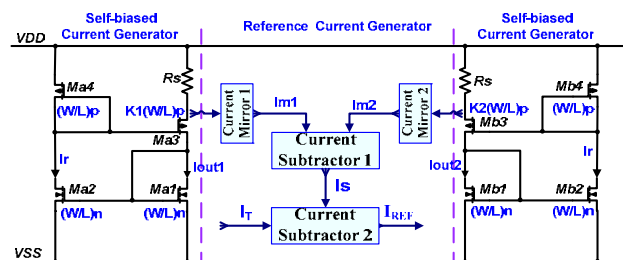 Self-biased
Current Generator
Reference Current Generator
Self-biased
Current Generator
VDD
Rs
Rs
Ma4
Mb4
(W/L)p
K1(W/L)p
Current
Mirror 1
Im1
Im2
Current
Mirror 2
K2(W/L)p
(W/L)p
Ma3
Mb3
Current
Subtractor 1
Ir
Iout1
Iout2
Ir
Is
Ma2
Ma1
Mb1
Mb2
(W/L)n
(W/L)n
IT
Current
Subtractor 2
IREF
(W/L)n
(W/L)n
VSS